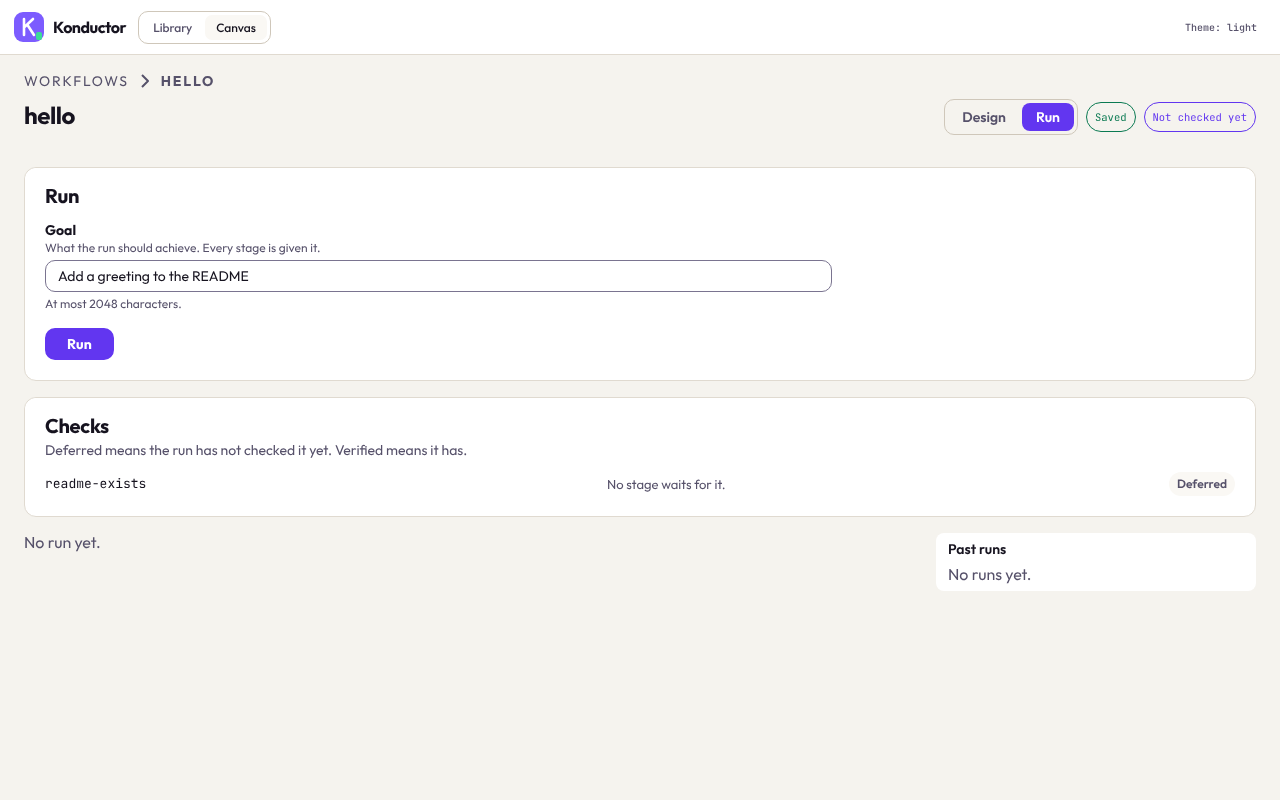 K Konductor Library Canvas Theme: light
WORKFLOWS > HELLO
hello Design Run Saved Not checked yet
Run
Goal
What the run should achieve. Every stage is given it.
Add a greeting to the README
At most 2048 characters.
Run
Checks
Deferred means the run has not checked it yet. Verified means it has.
readme-exists No stage waits for it. Deferred
No run yet.
Past runs
No runs yet.